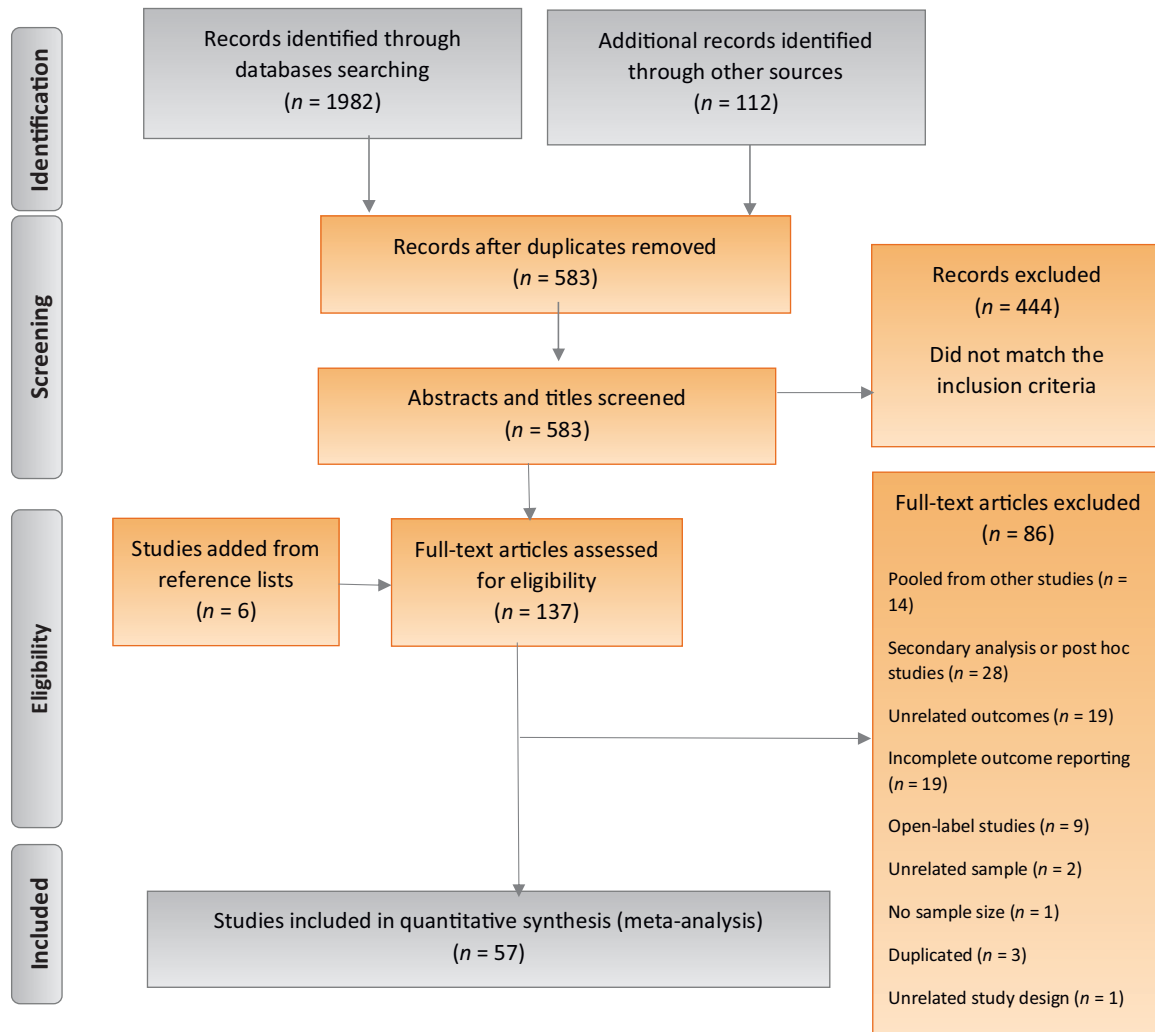 Identification
Records identified through
databases searching
(n = 1982)
Additional records identified
through other sources
(n = 112)
Screening
Records after duplicates removed
(n = 583)
Records excluded
(n = 444)
Did not match the
inclusion criteria
Abstracts and titles screened
(n = 583)
Eligibility
Studies added from
reference lists
(n = 6)
Full-text articles assessed
for eligibility
(n = 137)
Full-text articles excluded
(n = 86)
Pooled from other studies (n =
14)
Secondary analysis or post hoc
studies (n = 28)
Unrelated outcomes (n = 19)
Incomplete outcome reporting
(n = 19)
Open-label studies (n = 9)
Unrelated sample (n = 2)
No sample size (n = 1)
Duplicated (n = 3)
Unrelated study design (n = 1)
Included
Studies included in quantitative synthesis (meta-analysis)
(n = 57)